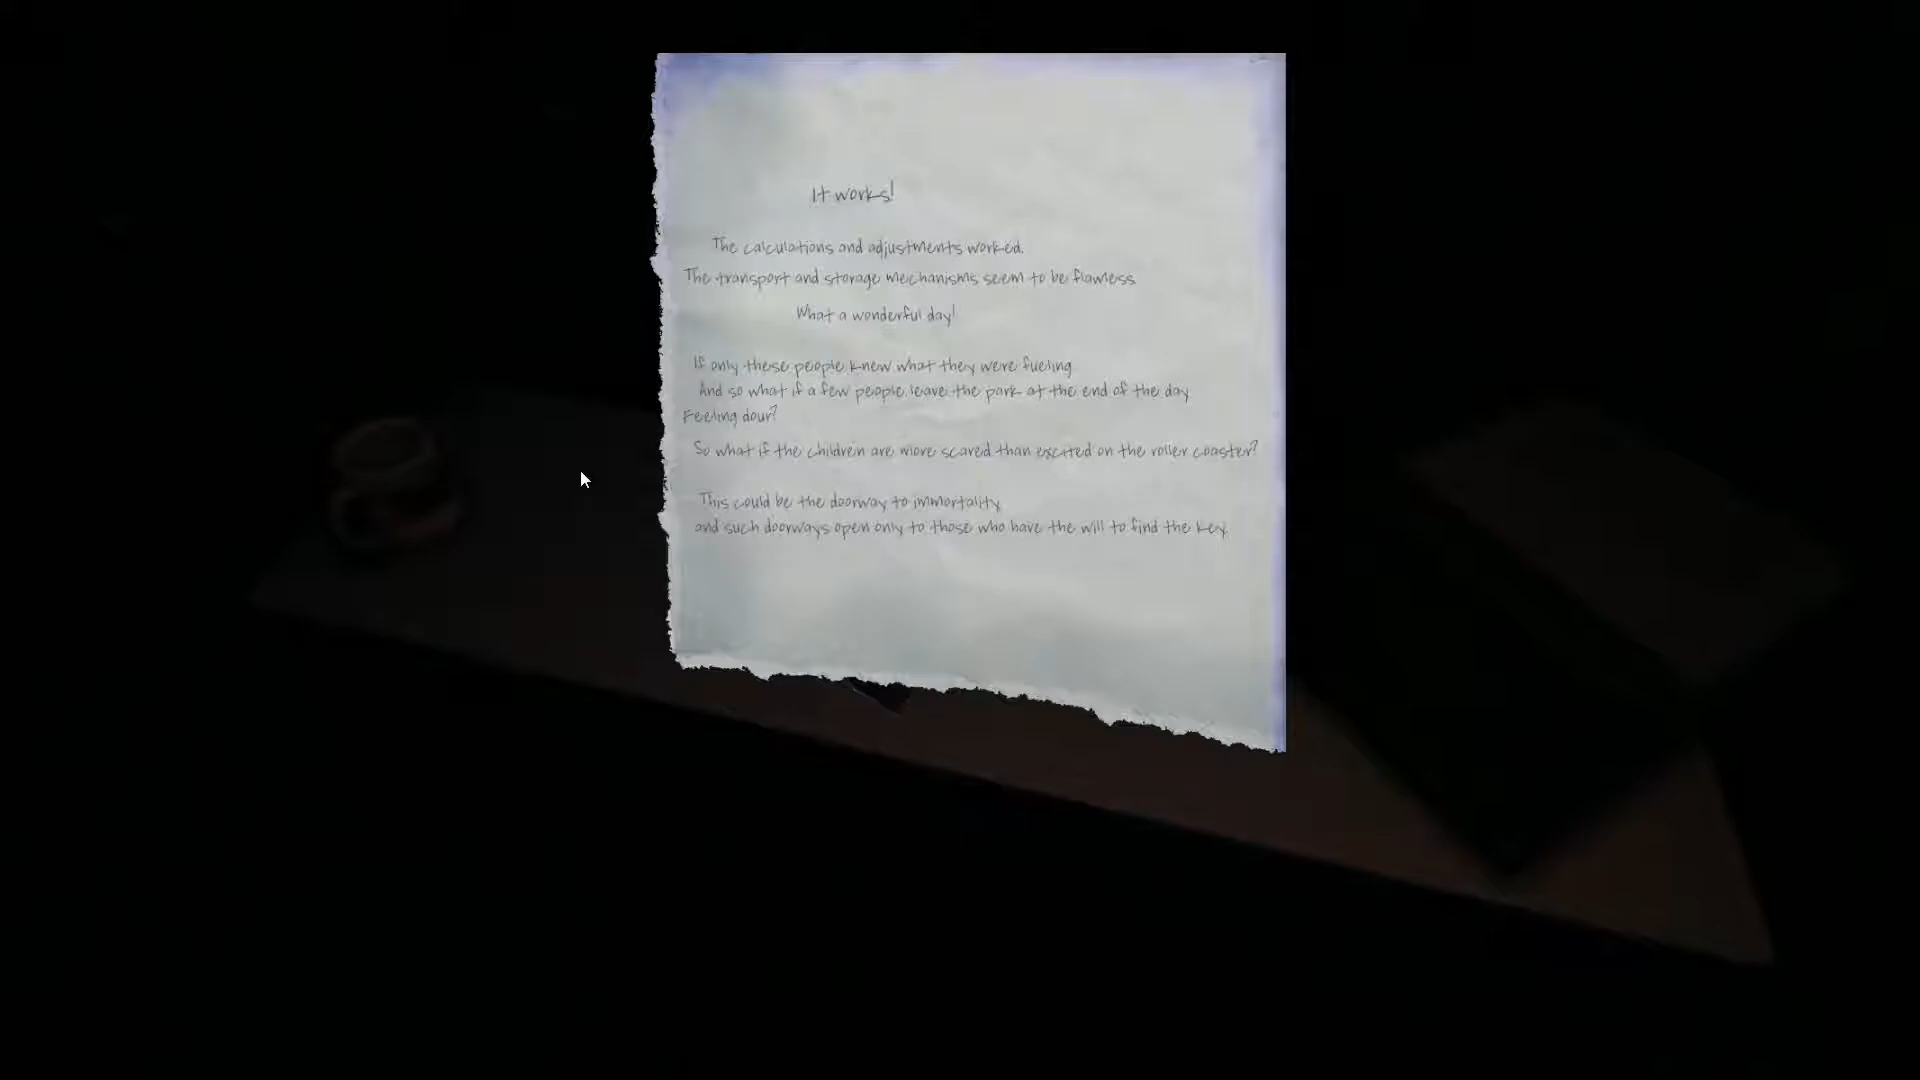 It works!
The calculations and adjustments worked.
The transport and storage mechanisms seem to be flawless.
What a wonderful day!
If only these people knew what they were fueling.
And so what if a few people leave the park at the end of the day
Feeling dour?
So what if the children are more scared than excited on the roller coaster?
This could be the doorway to immortality
and such doorways open only to those who have the will to find the key.